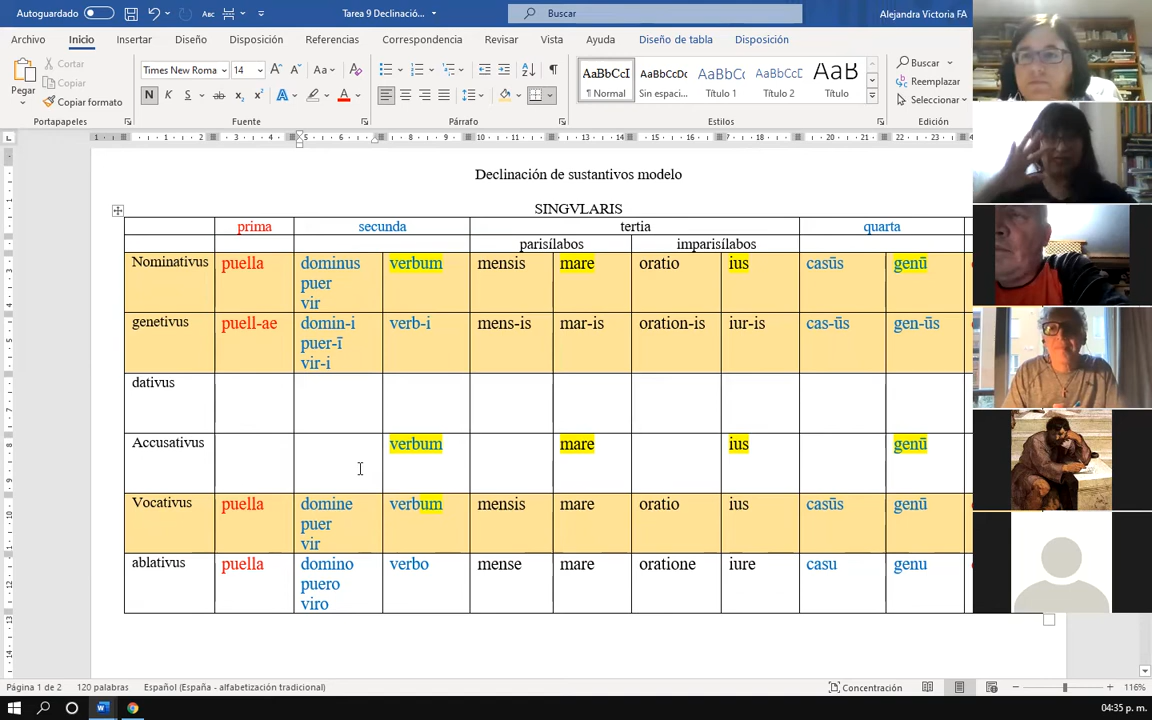 Autoguardado
Tarea 9 Declinació...
Buscar
Alejandra Victoria FA
Archivo Inicio Insertar Diseño Disposición Referencias Correspondencia Revisar Vista Ayuda Diseño de tabla Disposición
Pegar
Cortar
Copiar
Copiar formato
Portapapeles
Times New Roma 14
N K S
Fuente
Párrafo
AaBbCcI AaBbCcDc AaBbCc AaBbCcC AaB
¶ Normal Sin espaci... Título 1 Título 2 Título
Estilos
Buscar
Reemplazar
Seleccionar
Edición
Declinación de sustantivos modelo
SINGVLARIS
prima secunda tertia quarta
parisílabos imparisílabos
Nominativus puella dominus verbum mensis mare oratio ius casūs genū
puer
vir
genetivus puell-ae domin-i verb-i mens-is mar-is oration-is iur-is cas-ūs gen-ūs
puer-ī
vir-i
dativus
Accusativus verbum mare ius genū
Vocativus puella domine verbum mensis mare oratio ius casūs genū
puer
vir
ablativus puella domino verbo mense mare oratione iure casu genu
puero
viro
Página 1 de 2 120 palabras Español (España - alfabetización tradicional) Concentración 116%
04:35 p. m.